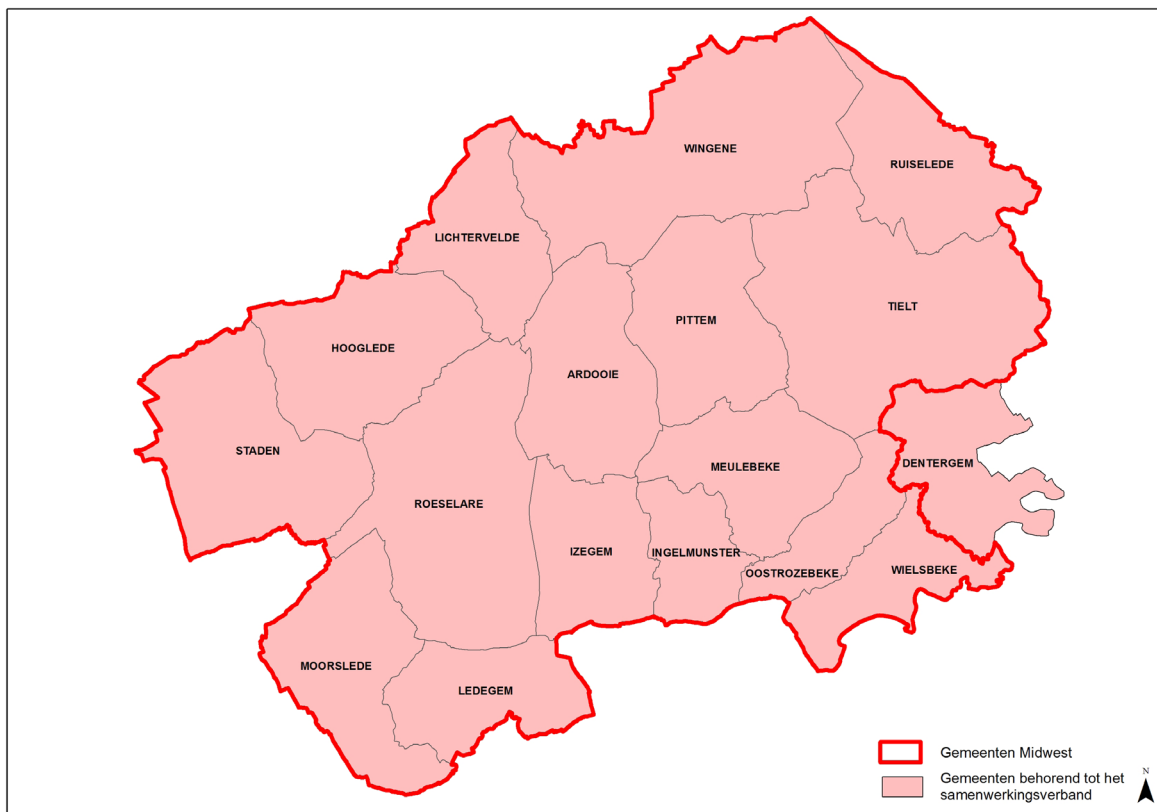 WINGENE
RUISELEDE
LICHTERVELDE
TIELT
PITTEM
HOOGLEDE
ARDOOIE
STADEN
DENTERGEM
MEULEBEKE
ROESELARE
IZEGEM
INGELMUNSTER
OOSTROZEBEKE
WIELSBEKE
MOORSLEDE
LEDEGEM
Gemeenten Midwest
Gemeenten behorend tot het
samenwerkingsverband
N